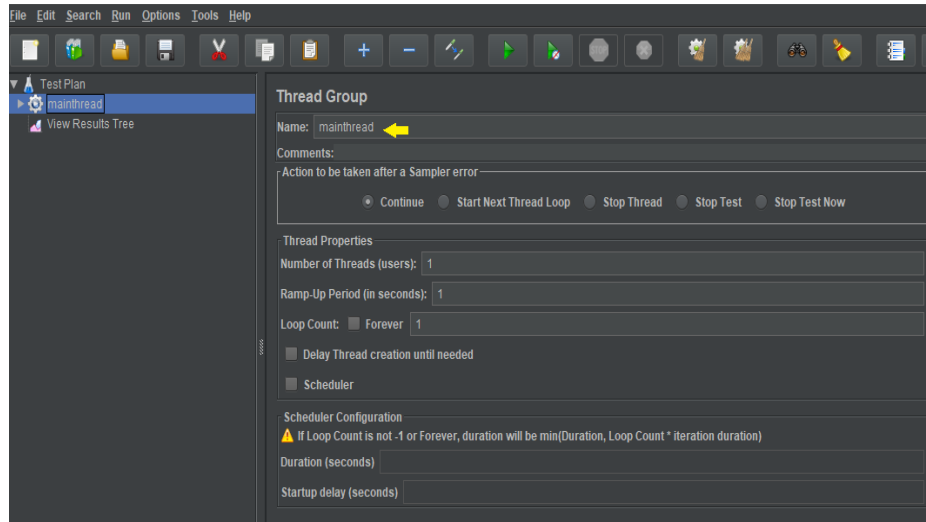 File Edit Search Run Options Tools Help
Test Plan
mainthread
View Results Tree
Thread Group
Name: mainthread
Comments:
Action to be taken after a Sampler error
Continue Start Next Thread Loop Stop Thread Stop Test Stop Test Now
Thread Properties
Number of Threads (users): 1
Ramp-Up Period (in seconds): 1
Loop Count: Forever 1
Delay Thread creation until needed
Scheduler
Scheduler Configuration
If Loop Count is not -1 or Forever, duration will be min(Duration, Loop Count * iteration duration)
Duration (seconds)
Startup delay (seconds)